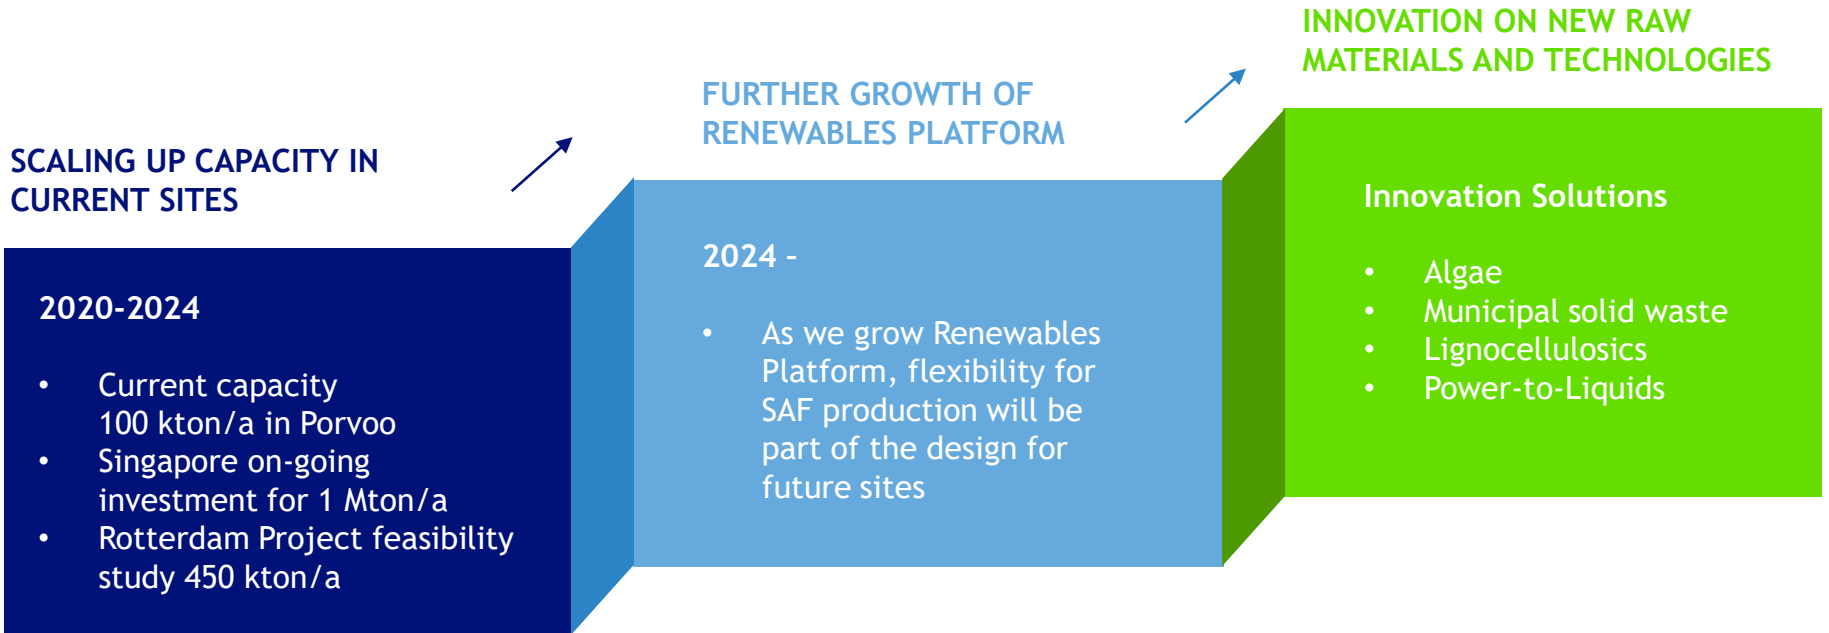 SCALING UP CAPACITY IN
CURRENT SITES
2020-2024
• Current capacity
100 kton/a in Porvoo
• Singapore on-going
investment for 1 Mton/a
• Rotterdam Project feasibility
study 450 kton/a
FURTHER GROWTH OF
RENEWABLES PLATFORM
2024 –
• As we grow Renewables
Platform, flexibility for
SAF production will be
part of the design for
future sites
INNOVATION ON NEW RAW
MATERIALS AND TECHNOLOGIES
Innovation Solutions
• Algae
• Municipal solid waste
• Lignocellulosics
• Power-to-Liquids